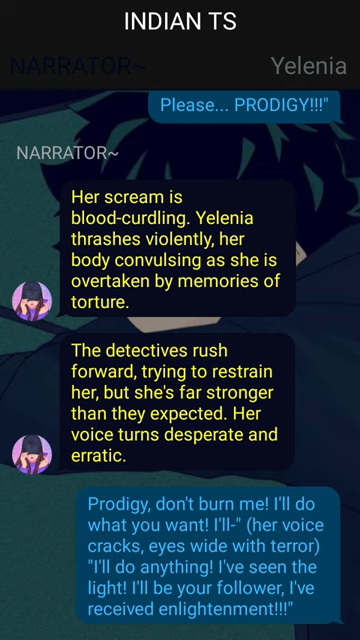 INDIAN TS
NARRATOR~
Yelenia
Please... PRODIGY!!!"
NARRATOR~
Her scream is
blood-curdling. Yelenia
thrashes violently, her
body convulsing as she is
overtaken by memories of
torture.
The detectives rush
forward, trying to restrain
her, but she's far stronger
than they expected. Her
voice turns desperate and
erratic.
Prodigy, don't burn me! I'll do
what you want! I'll-" (her voice
cracks, eyes wide with terror)
"I'll do anything! I've seen the
light! I'll be your follower, I've
received enlightenment!!!"